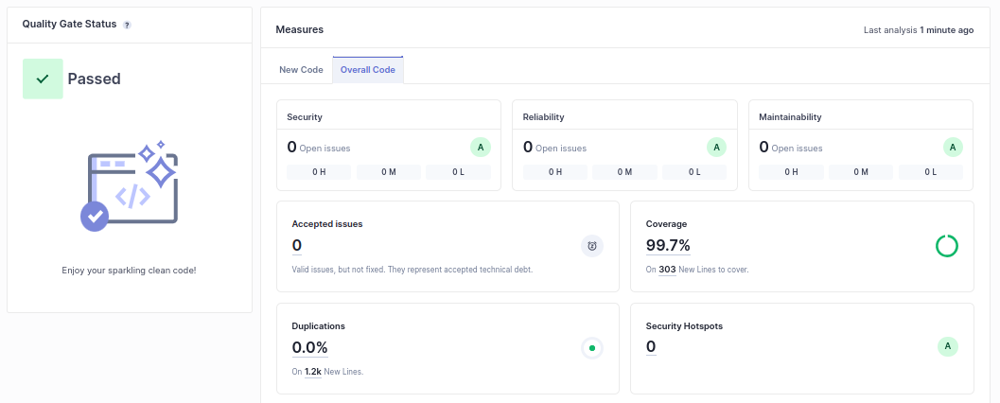 Quality Gate Status ?
Passed
</>
Enjoy your sparkling clean code!
Measures
Last analysis 1 minute ago
New Code
Overall Code
Security
0 Open issues
A
0 H
0 M
0 L
Reliability
0 Open issues
A
0 H
0 M
0 L
Maintainability
0 Open issues
A
0 H
0 M
0 L
Accepted issues
0
Valid issues, but not fixed. They represent accepted technical debt.
Coverage
99.7%
On 303 New Lines to cover.
Duplications
0.0%
On 1.2k New Lines.
Security Hotspots
0
A